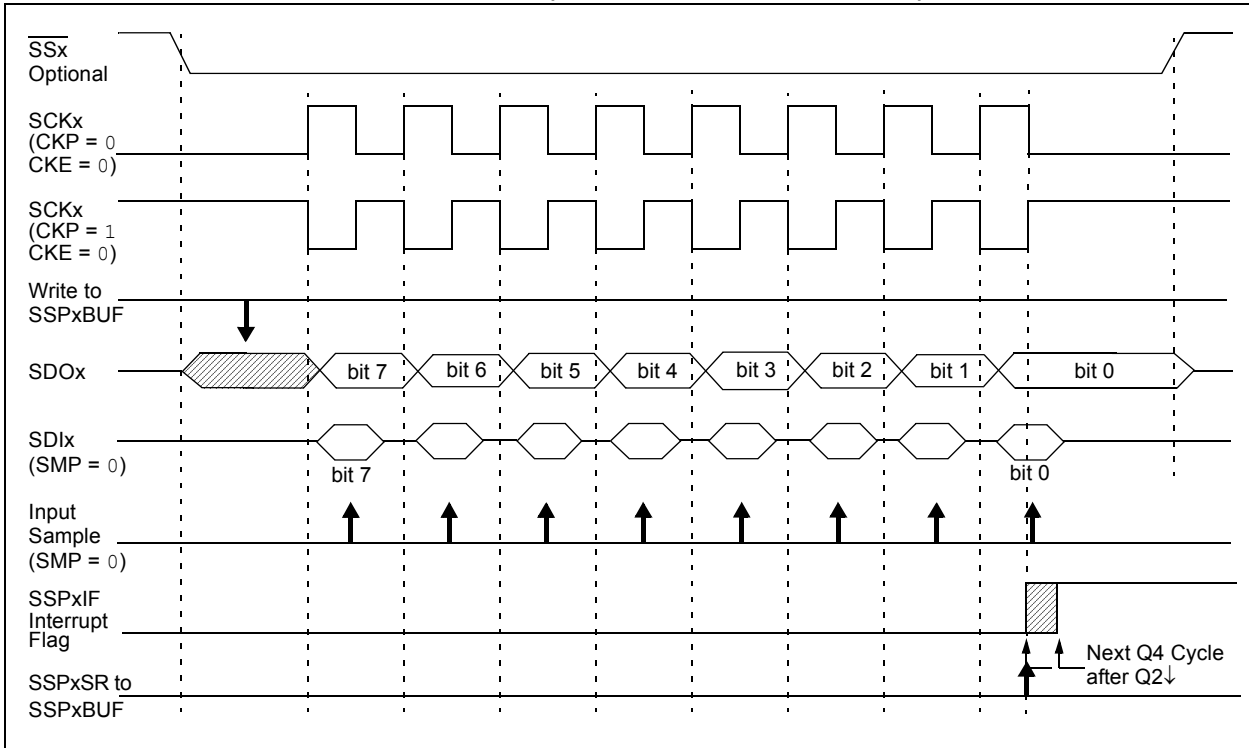 SSx
Optional
SCKx
(CKP = 0
CKE = 0)
SCKx
(CKP = 1
CKE = 0)
Write to
SSPxBUF
SDOx
bit 7
bit 6
bit 5
bit 4
bit 3
bit 2
bit 1
bit 0
SDIx
(SMP = 0)
bit 7
bit 0
Input
Sample
(SMP = 0)
SSPxIF
Interrupt
Flag
Next Q4 Cycle
after Q2↓
SSPxSR to
SSPxBUF